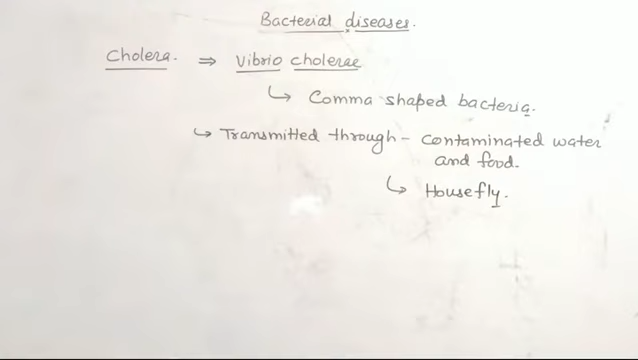 Bacterial diseases.
Cholera. ⇒ Vibrio cholerae
↳ Comma shaped bacteria.
↳ Transmitted through - contaminated water
and food.
↳ Housefly.